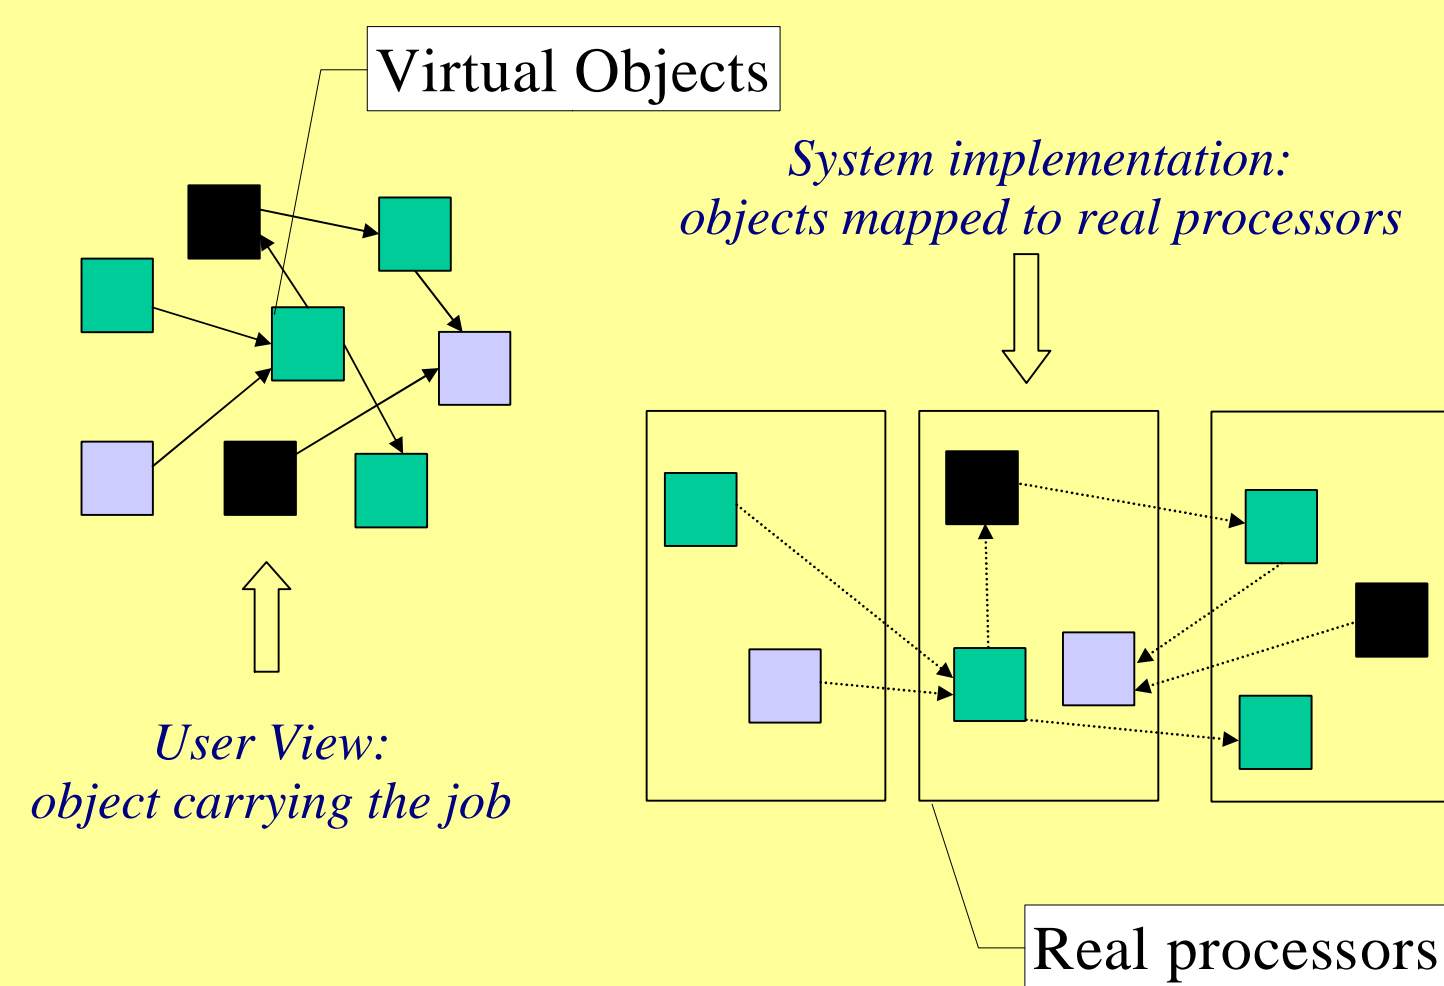 Virtual Objects
System implementation:
objects mapped to real processors
User View:
object carrying the job
Real processors